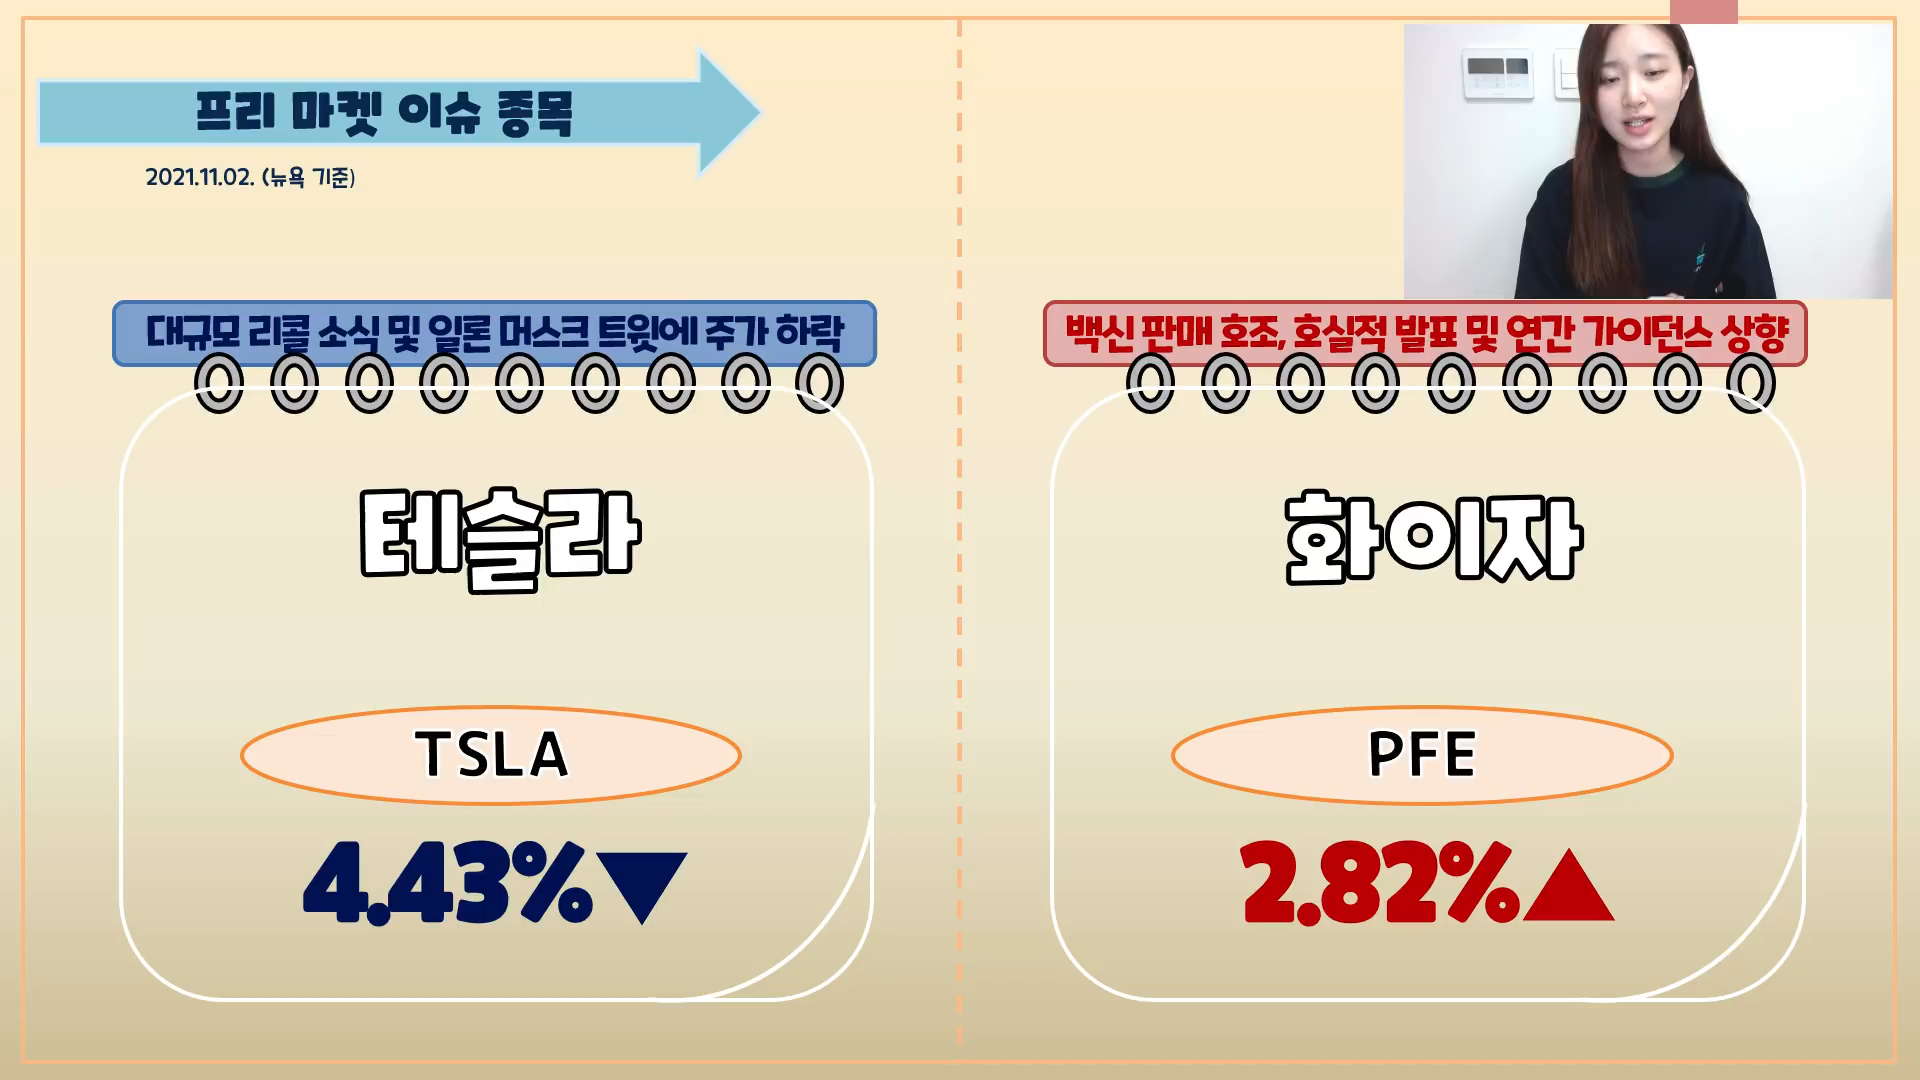 프리 마켓 이슈 종목
2021.11.02. (뉴욕 기준)
대규모 리콜 소식 및 일론 머스크 트윗에 주가 하락
테슬라
TSLA
4.43%▼
백신 판매 호조, 호실적 발표 및 연간 가이던스 상향
화이자
PFE
2.82%▲